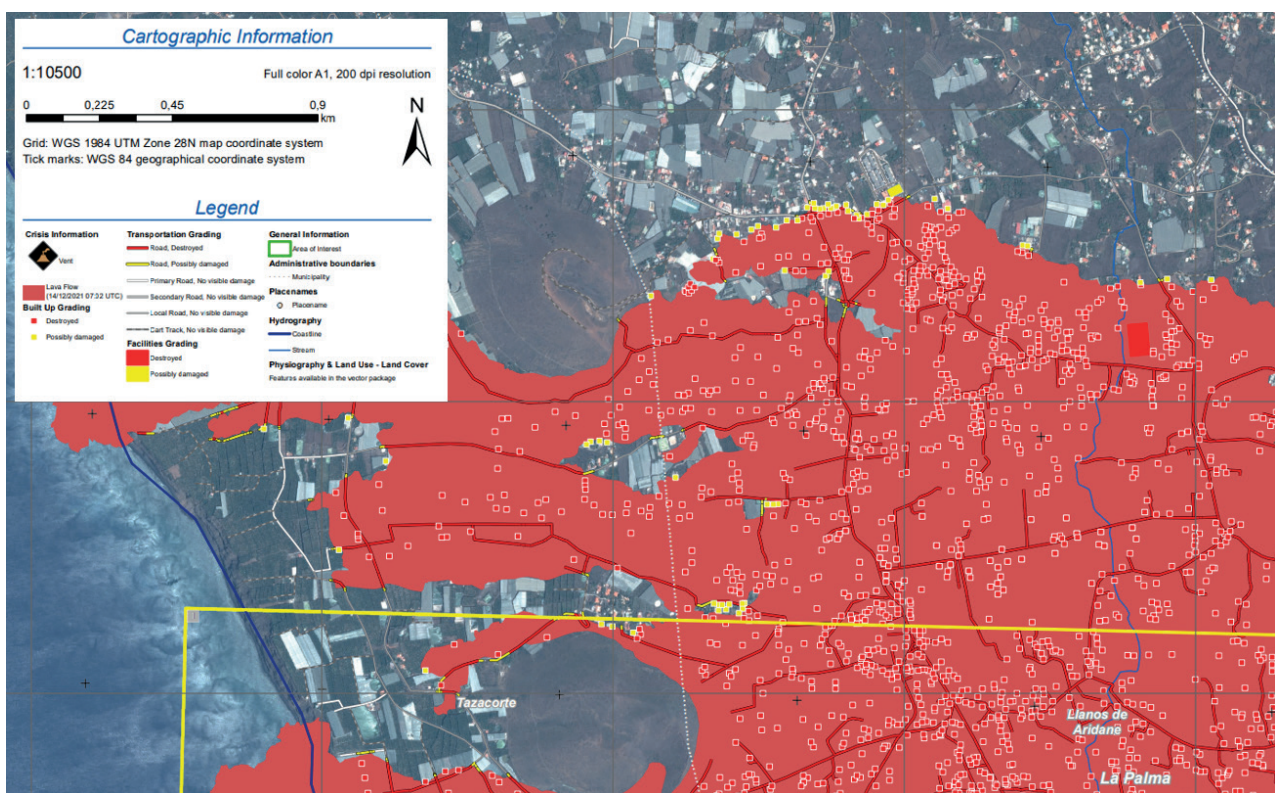 Cartographic Information
1:10500
Full color A1, 200 dpi resolution
0 0,225 0,45 0,9
km
N
Grid: WGS 1984 UTM Zone 28N map coordinate system
Tick marks: WGS 84 geographical coordinate system
Legend
Crisis Information
Vent
Lava Flow
(14/12/2021 07:32 UTC)
Built Up Grading
Destroyed
Possibly damaged
Transportation Grading
Road, Destroyed
Road, Possibly damaged
Primary Road, No visible damage
Secondary Road, No visible damage
Local Road, No visible damage
Cart Track, No visible damage
Facilities Grading
Destroyed
Possibly damaged
General Information
Area of Interest
Administrative boundaries
Municipality
Placenames
Placename
Hydrography
Coastline
Stream
Physiography & Land Use - Land Cover
Features available in the vector package
Tazacorte
Llanos de
Aridane
La Palma